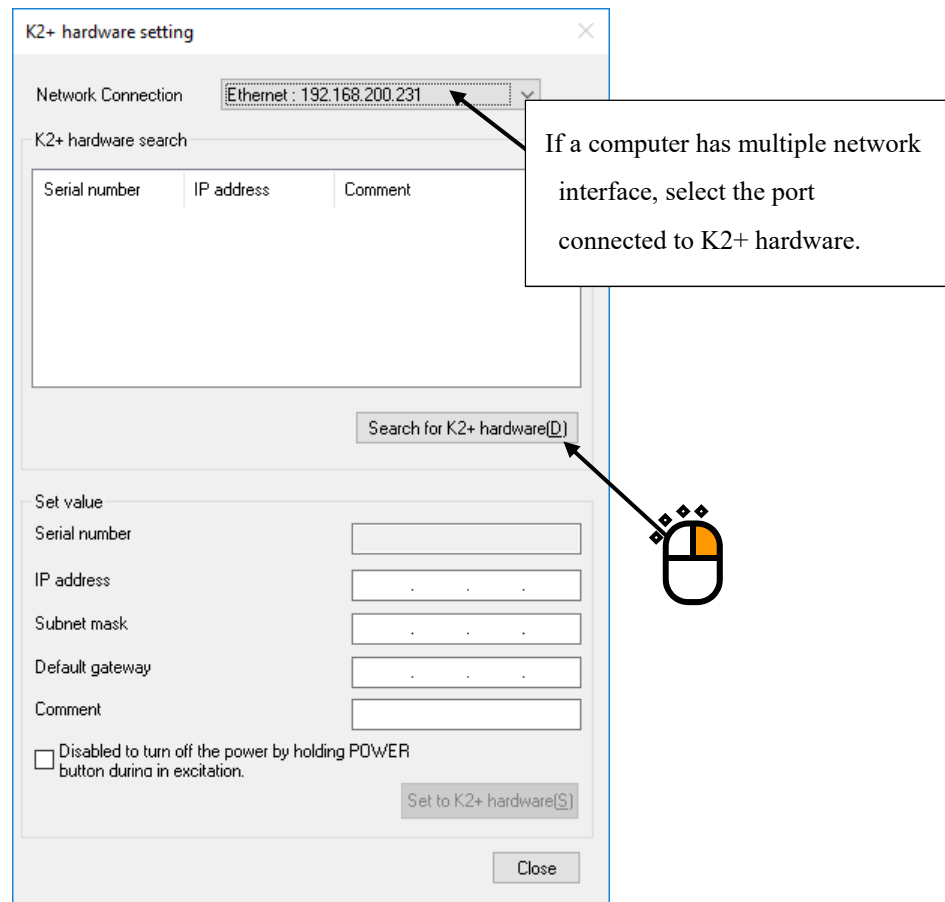 K2+ hardware setting
Network Connection
Ethernet : 192.168.200.231
If a computer has multiple network
interface, select the port
connected to K2+ hardware.
K2+ hardware search
Serial number IP address Comment
Search for K2+ hardware(D)
Set value
Serial number
IP address . . .
Subnet mask . . .
Default gateway . . .
Comment
Disabled to turn off the power by holding POWER
button during in excitation.
Set to K2+ hardware(S)
Close